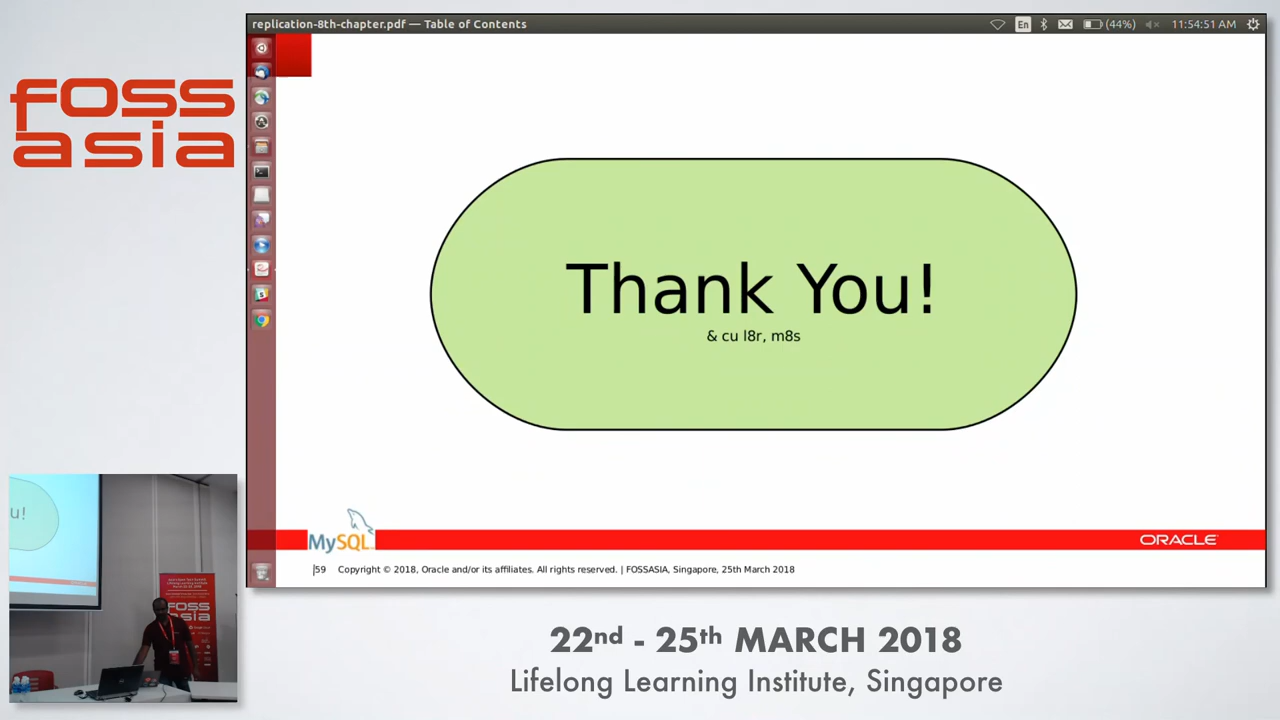 foss
asia
replication-8th-chapter.pdf — Table of Contents
En
(44%)
11:54:51 AM
Thank You!
& cu l8r, m8s
MySQL
ORACLE
59 Copyright © 2018, Oracle and/or its affiliates. All rights reserved. | FOSSASIA, Singapore, 25th March 2018
u!
FOSS
ASIA
22nd - 25th MARCH 2018
Lifelong Learning Institute, Singapore